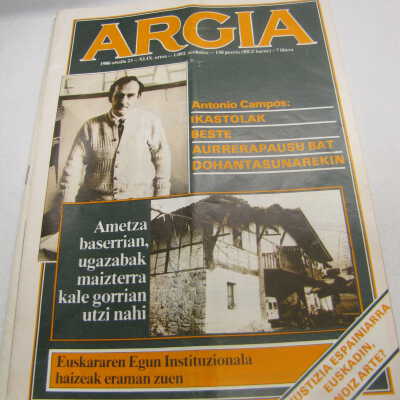 ARGIA
Antonio Campos:
IKASTOLAK
BESTE
AURRERAPAUSU BAT
DOHANTASUNAREKIN
Ametza
baserrian,
ugazabak
maizterra
kale gorrian
utzi nahi
Euskararen Egun Instituzionala
haizeak eraman zuen
JUSTIZIA ESPAINIARRA
EUSKADIN,
NOIZ ARTE?